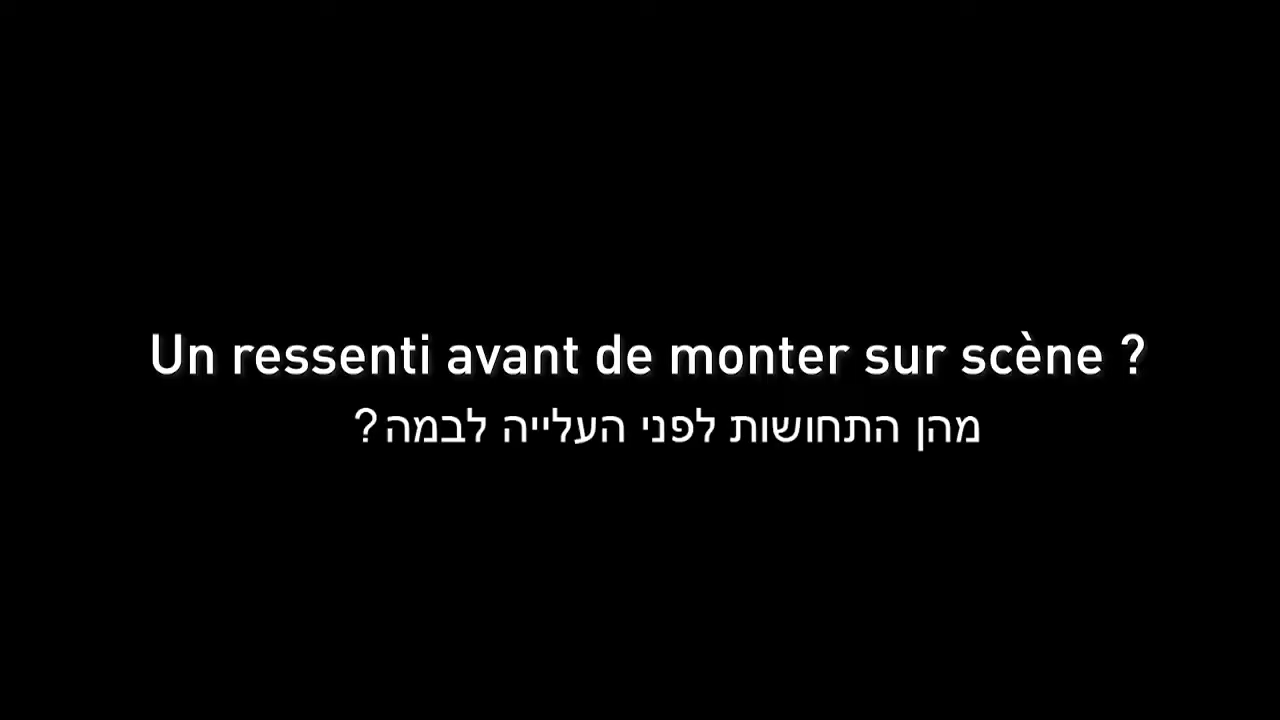 Un ressenti avant de monter sur scène ?
מהן התחושות לפני העלייה לבמה?